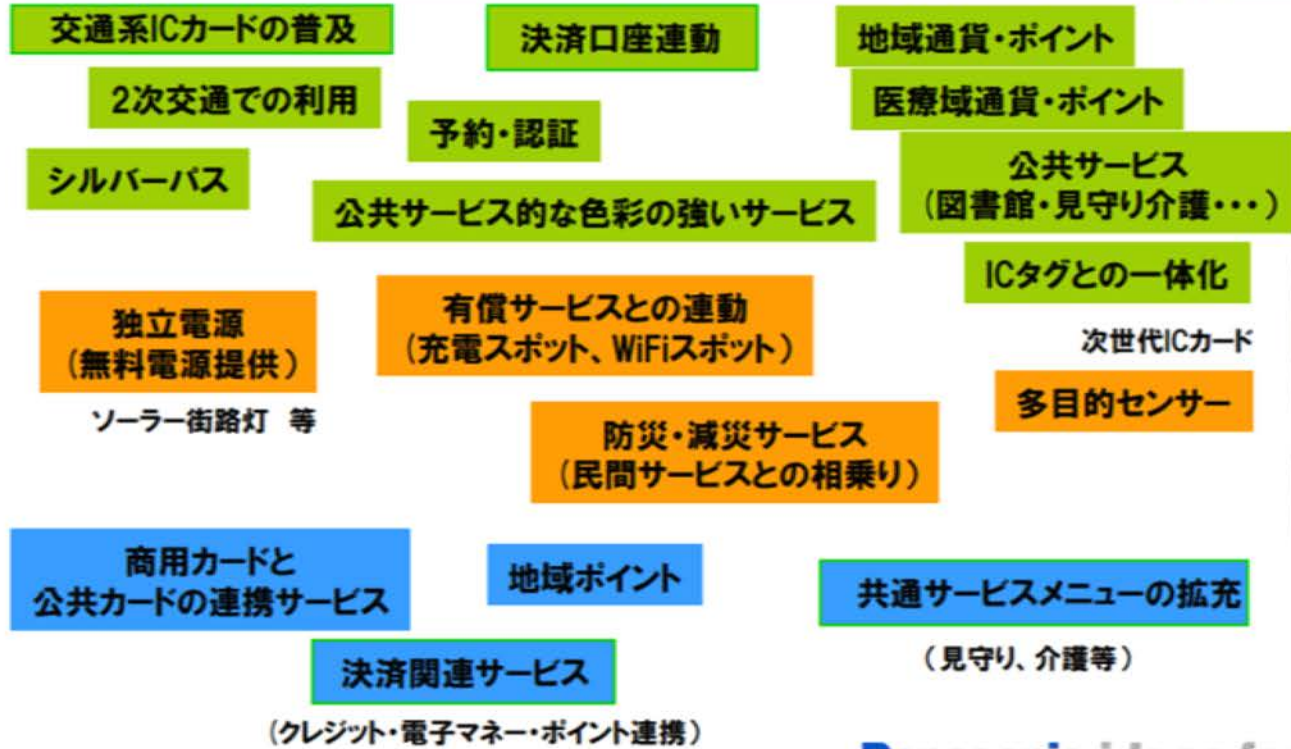 交通系ICカードの普及
決済口座連動
地域通貨・ポイント
2次交通での利用
医療域通貨・ポイント
予約・認証
シルバーパス
公共サービス
(図書館・見守り介護・・・)
公共サービス的な色彩の強いサービス
ICタグとの一体化
独立電源
(無料電源提供)
有償サービスとの連動
(充電スポット、WiFiスポット)
次世代ICカード
多目的センサー
ソーラー街路灯 等
防災・減災サービス
(民間サービスとの相乗り)
商用カードと
公共カードの連携サービス
地域ポイント
共通サービスメニューの拡充
(見守り、介護等)
決済関連サービス
(クレジット・電子マネー・ポイント連携)